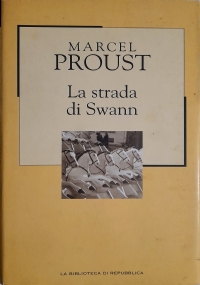 MARCEL
PROUST
La strada
di Swann
LA BIBLIOTECA DI REPUBBLICA